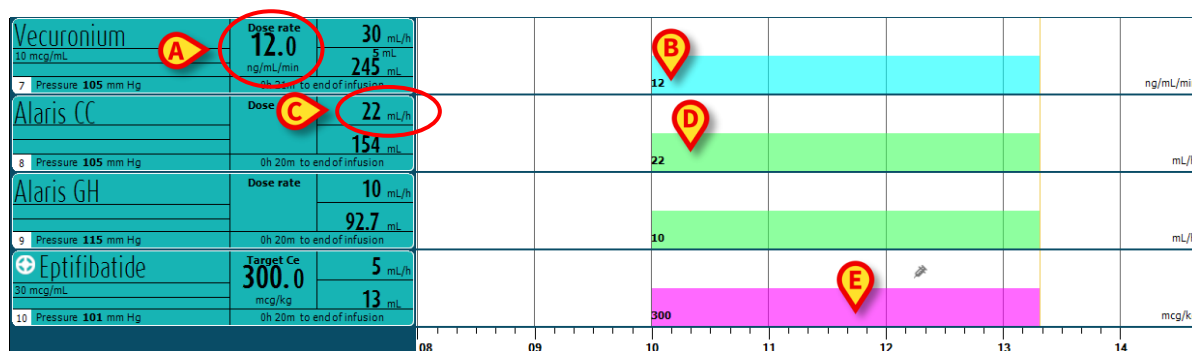 Vecuronium
10 mcg/mL
Dose rate
12.0
ng/mL/min
30 mL/h
5 mL
245 mL
7 Pressure 105 mm Hg
0h 21m to end of infusion
A
B
12
ng/mL/min
Alaris CC
Dose
C
22 mL/h
154 mL
8 Pressure 105 mm Hg
0h 20m to end of infusion
D
22
mL/h
Alaris GH
Dose rate
10 mL/h
92.7 mL
9 Pressure 115 mm Hg
0h 20m to end of infusion
10
mL/h
Eptifibatide
30 mcg/mL
Target Ce
300.0
mcg/kg
5 mL/h
13 mL
10 Pressure 101 mm Hg
0h 20m to end of infusion
E
300
mcg/k
08 09 10 11 12 13 14